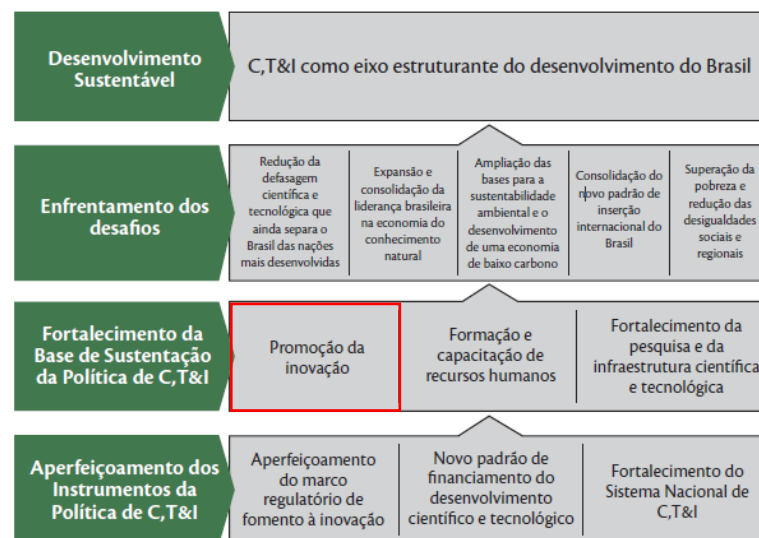 Desenvolvimento
Sustentável
C,T&I como eixo estruturante do desenvolvimento do Brasil
Enfrentamento dos
desafios
Redução da
defasagem
científica e
tecnológica que
ainda separa o
Brasil das nações
mais desenvolvidas
Expansão e
consolidação da
liderança brasileira
na economia do
conhecimento
natural
Ampliação das
bases para a
sustentabilidade
ambiental e o
desenvolvimento
de uma economia
de baixo carbono
Consolidação do
novo padrão de
inserção
internacional do
Brasil
Superação da
pobreza e
redução das
desigualdades
sociais e
regionais
Fortalecimento da
Base de Sustentação
da Política de C,T&I
Promoção da
inovação
Formação e
capacitação de
recursos humanos
Fortalecimento da
pesquisa e da
infraestrutura científica
e tecnológica
Aperfeiçoamento dos
Instrumentos da
Política de C,T&I
Aperfeiçoamento
do marco
regulatório de
fomento à inovação
Novo padrão de
financiamento do
desenvolvimento
científico e tecnológico
Fortalecimento do
Sistema Nacional de
C,T&I